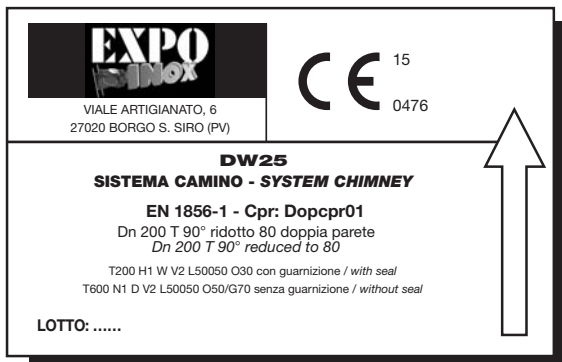 EXPO
INOX
VIALE ARTIGIANATO, 6
27020 BORGO S. SIRO (PV)
CE 15
0476
DW25
SISTEMA CAMINO - SYSTEM CHIMNEY
EN 1856-1 - Cpr: Dopcpr01
Dn 200 T 90° ridotto 80 doppia parete
Dn 200 T 90° reduced to 80
T200 H1 W V2 L50050 O30 con guarnizione / with seal
T600 N1 D V2 L50050 O50/G70 senza guarnizione / without seal
LOTTO: ......